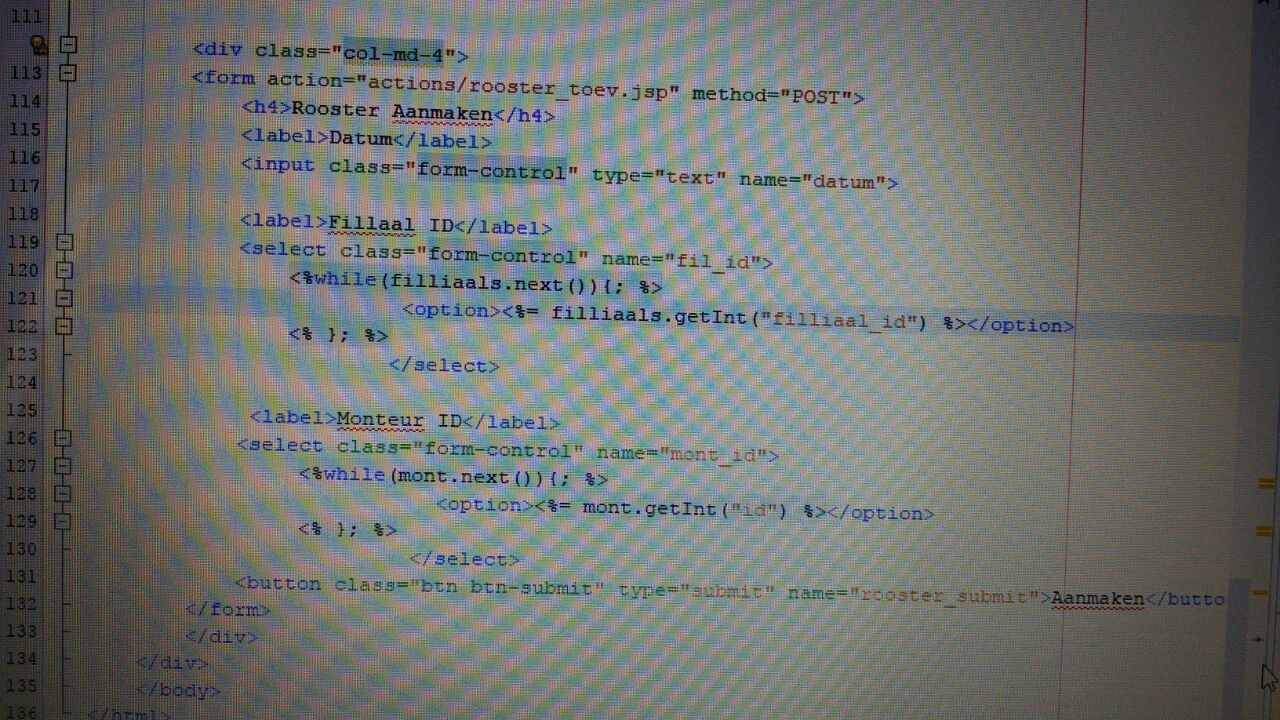 111
<div class="col-md-4">
113 <form action="actions/rooster_toev.jsp" method="POST">
114 <h4>Rooster Aanmaken</h4>
115 <label>Datum</label>
116 <input class="form-control" type="text" name="datum">
117
118 <label>Fillaal ID</label>
119 <select class="form-control" name="fil_id">
120 <%while(filliaals.next()){; %>
121 <option><%= filliaals.getInt("filliaal_id") %></option>
122 <% }; %>
123 </select>
124
125 <label>Monteur ID</label>
126 <select class="form-control" name="mont_id">
127 <%while(mont.next()){; %>
128 <option><%= mont.getInt("id") %></option>
129 <% }; %>
130 </select>
131 <button class="btn btn-submit" type="submit" name="rooster_submit">Aanmaken</butto
132 </form>
133 </div>
134 </div>
135 </body>
136 </html>